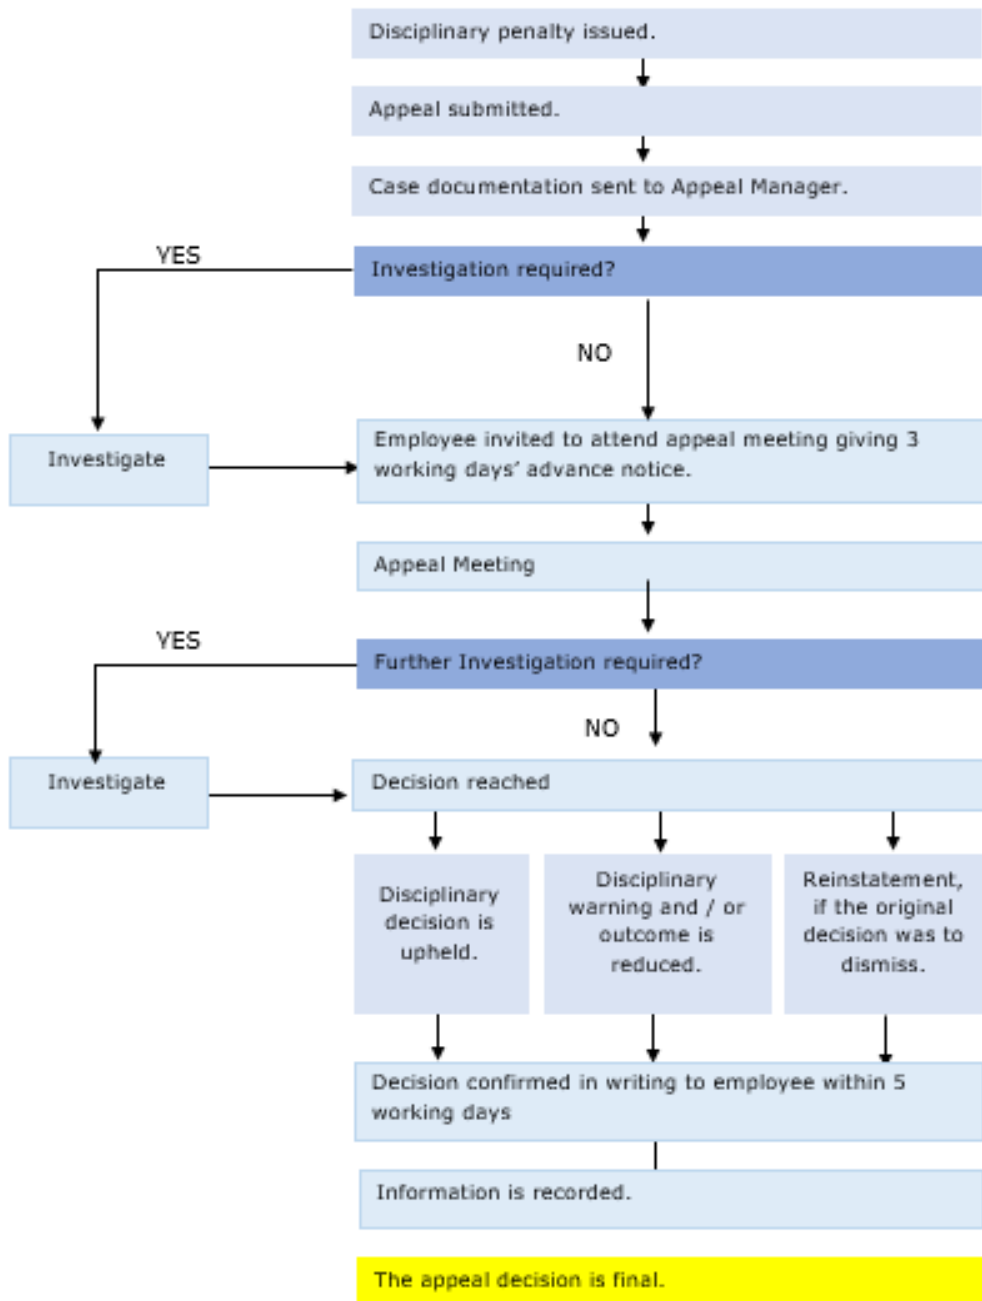 Disciplinary penalty issued.
Appeal submitted.
Case documentation sent to Appeal Manager.
YES
Investigation required?
NO
Employee invited to attend appeal meeting giving 3
working days’ advance notice.
Investigate
Appeal Meeting
YES
Further Investigation required?
NO
Investigate
Decision reached
Disciplinary
decision is
upheld.
Disciplinary
warning and / or
outcome is
reduced.
Reinstatement,
if the original
decision was to
dismiss.
Decision confirmed in writing to employee within 5
working days
Information is recorded.
The appeal decision is final.